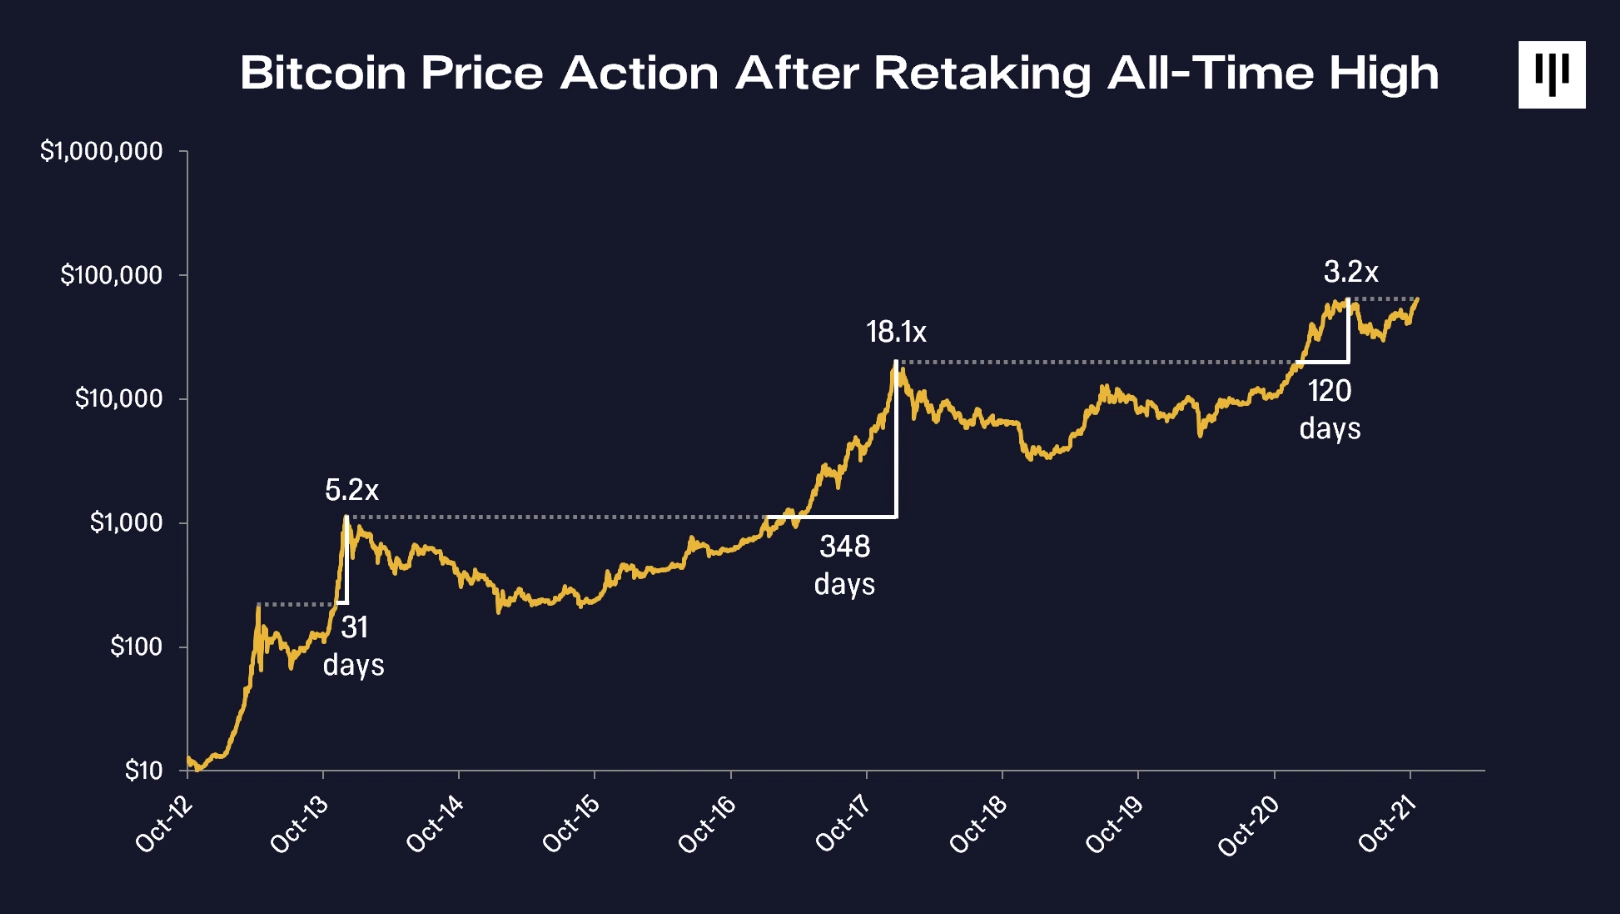 Bitcoin Price Action After Retaking All-Time High
$1,000,000
$100,000
$10,000
$1,000
$100
$10
5.2x
31
days
18.1x
348
days
3.2x
120
days
Oct-12
Oct-13
Oct-14
Oct-15
Oct-16
Oct-17
Oct-18
Oct-19
Oct-20
Oct-21